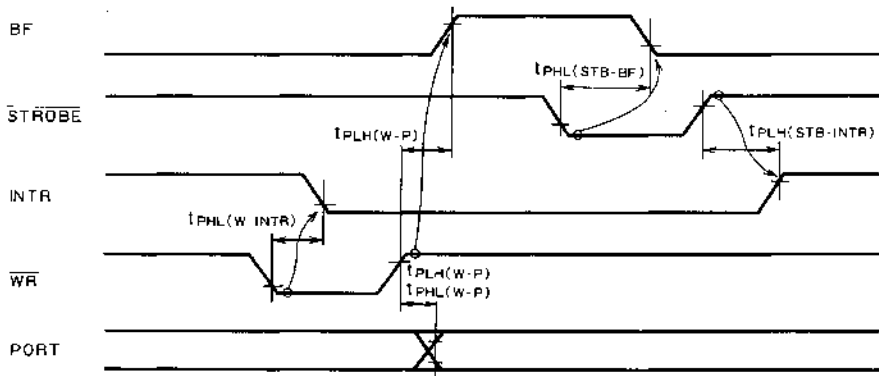 BF
tPHL(STB-BF)
STROBE
tPLH(W-P)
tPLH(STB-INTR)
INTR
tPHL(W INTR)
WR
tPLH(W-P)
tPHL(W-P)
PORT